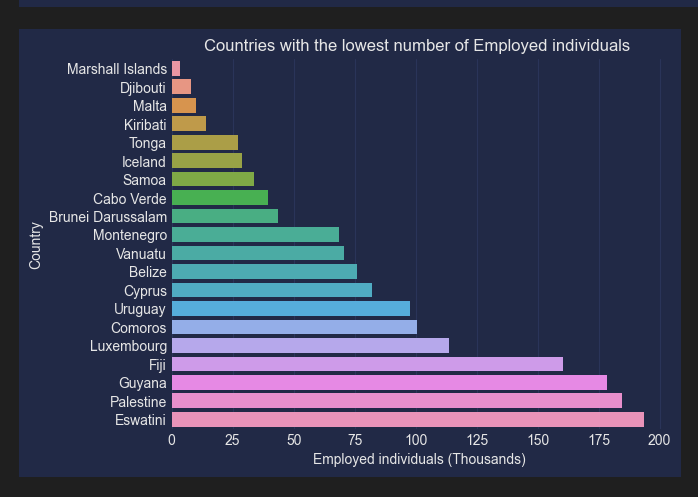 Countries with the lowest number of Employed individuals
Country
Marshall Islands
Djibouti
Malta
Kiribati
Tonga
Iceland
Samoa
Cabo Verde
Brunei Darussalam
Montenegro
Vanuatu
Belize
Cyprus
Uruguay
Comoros
Luxembourg
Fiji
Guyana
Palestine
Eswatini
0 25 50 75 100 125 150 175 200
Employed individuals (Thousands)